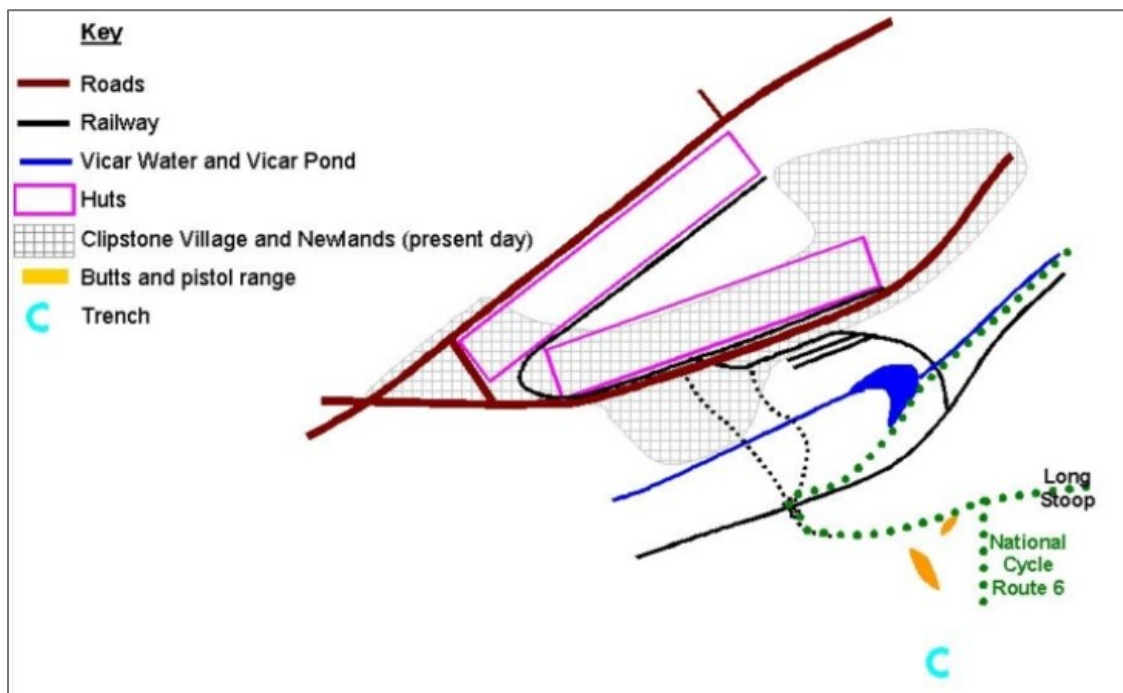 Key
Roads
Railway
Vicar Water and Vicar Pond
Huts
Clipstone Village and Newlands (present day)
Butts and pistol range
Trench
Long
Stoop
National
Cycle
Route 6